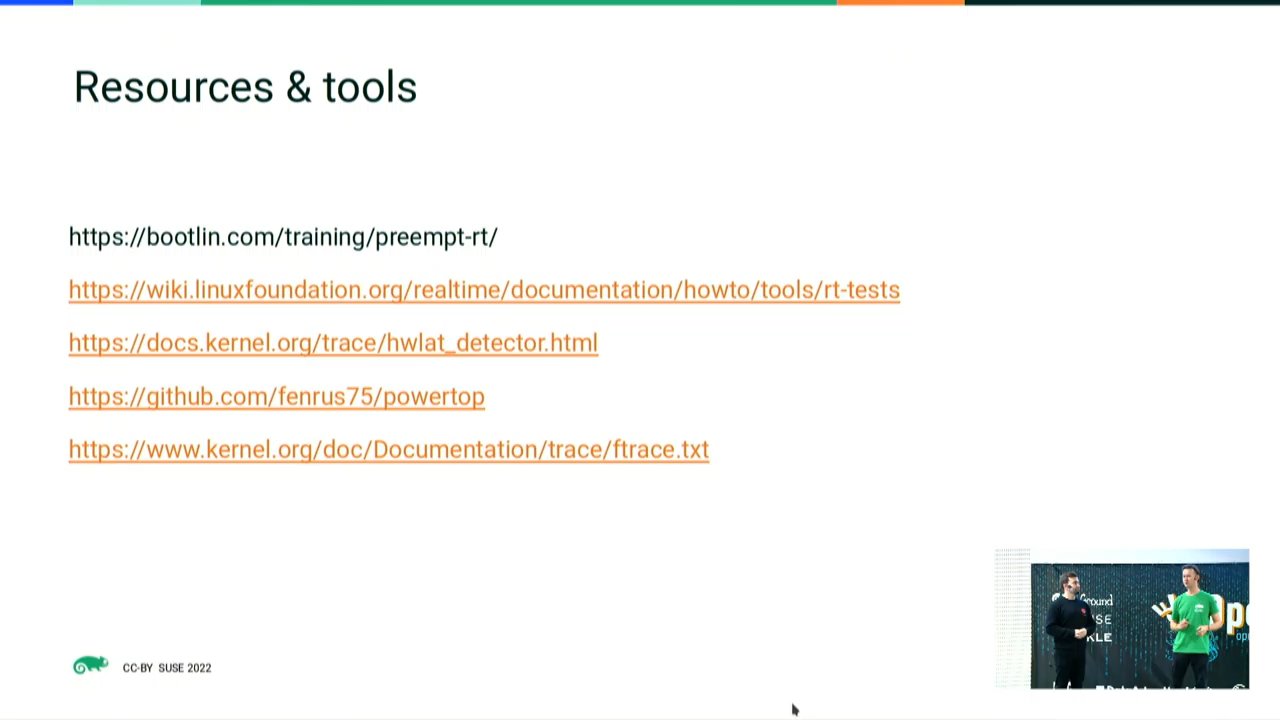 Resources & tools
https://bootlin.com/training/preempt-rt/
https://wiki.linuxfoundation.org/realtime/documentation/howto/tools/rt-tests
https://docs.kernel.org/trace/hwlat_detector.html
https://github.com/fenrus75/powertop
https://www.kernel.org/doc/Documentation/trace/ftrace.txt
CC-BY SUSE 2022